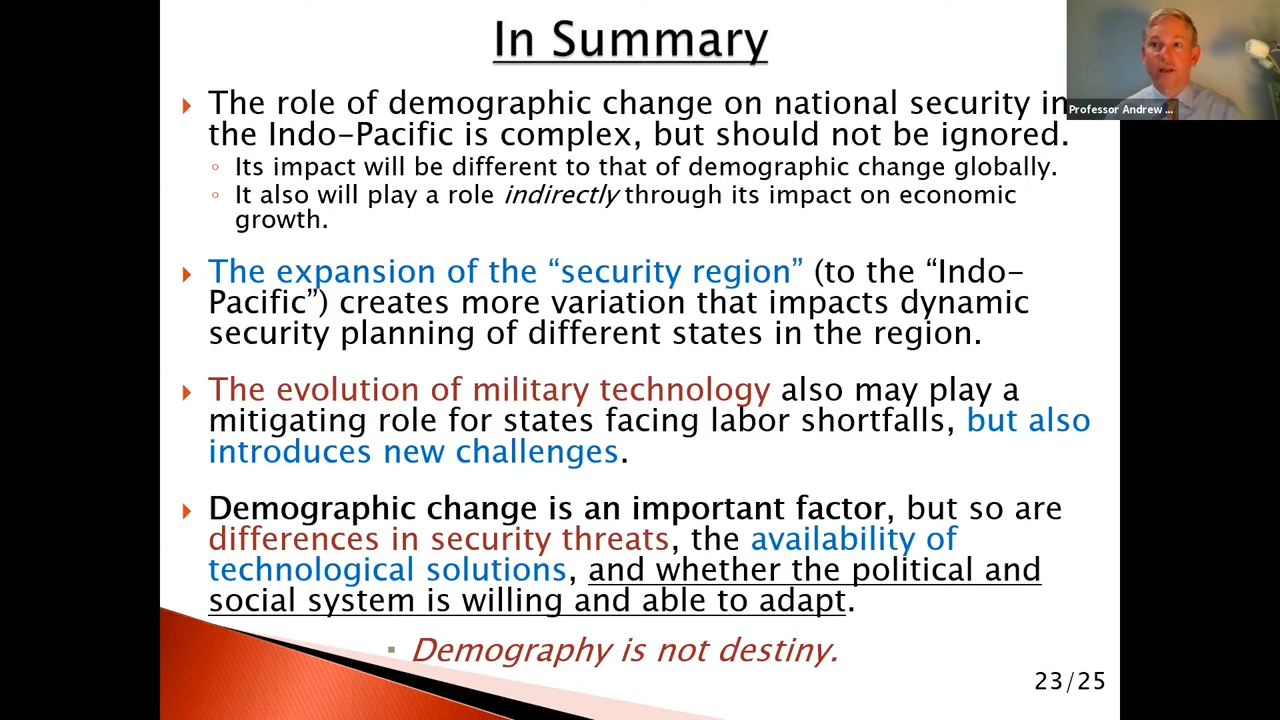 In Summary
The role of demographic change on national security in
the Indo-Pacific is complex, but should not be ignored.
Its impact will be different to that of demographic change globally.
It also will play a role indirectly through its impact on economic
growth.
The expansion of the “security region” (to the “Indo-
Pacific”) creates more variation that impacts dynamic
security planning of different states in the region.
The evolution of military technology also may play a
mitigating role for states facing labor shortfalls, but also
introduces new challenges.
Demographic change is an important factor, but so are
differences in security threats, the availability of
technological solutions, and whether the political and
social system is willing and able to adapt.
Demography is not destiny.
23/25
Professor Andrew ...